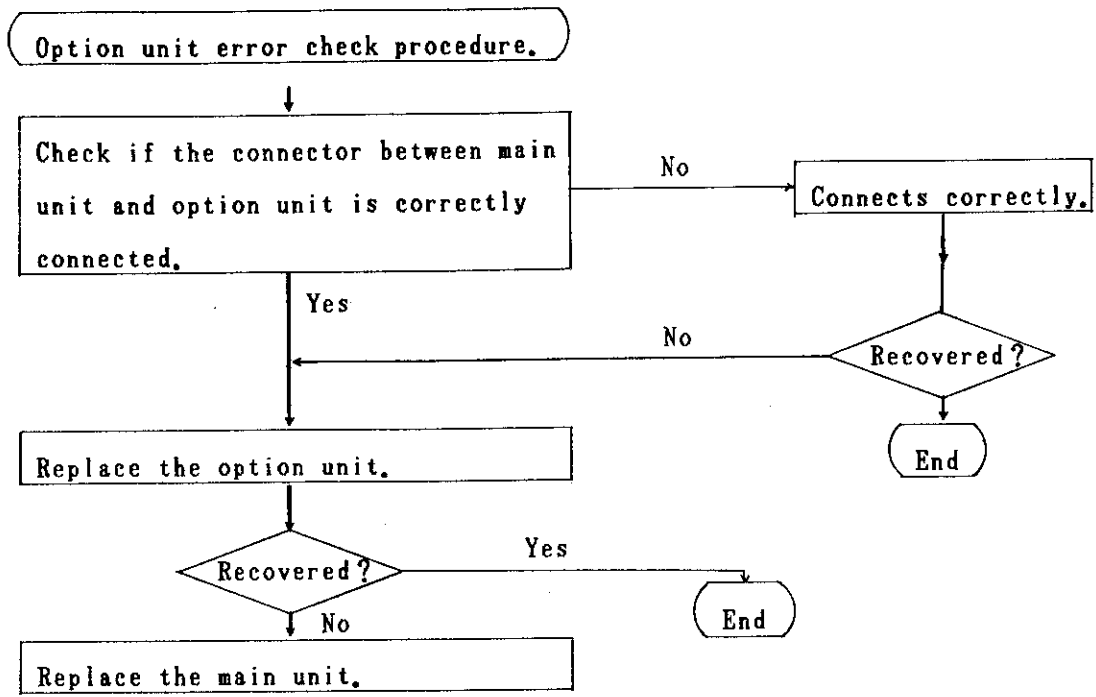 Option unit error check procedure.
Check if the connector between main
unit and option unit is correctly
connected.
No
Connects correctly.
Yes
No
Recovered?
End
Replace the option unit.
Recovered?
Yes
End
No
Replace the main unit.